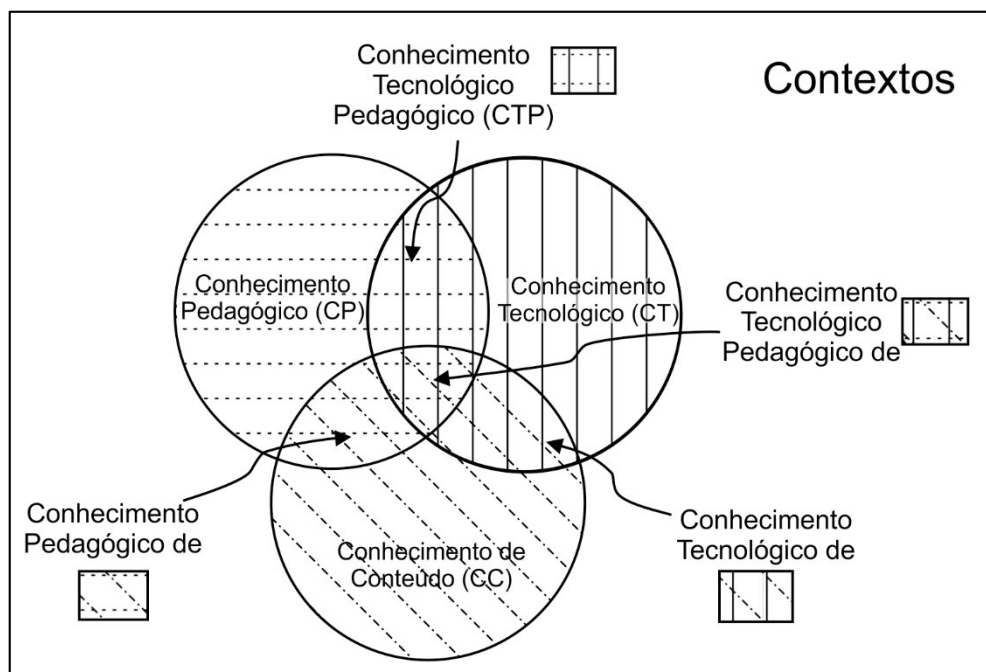 Conhecimento
Tecnológico
Pedagógico (CTP)
Contextos
Conhecimento
Pedagógico (CP)
Conhecimento
Tecnológico (CT)
Conhecimento
Tecnológico
Pedagógico de
Conhecimento
Pedagógico de
Conhecimento de
Conteúdo (CC)
Conhecimento
Tecnológico de